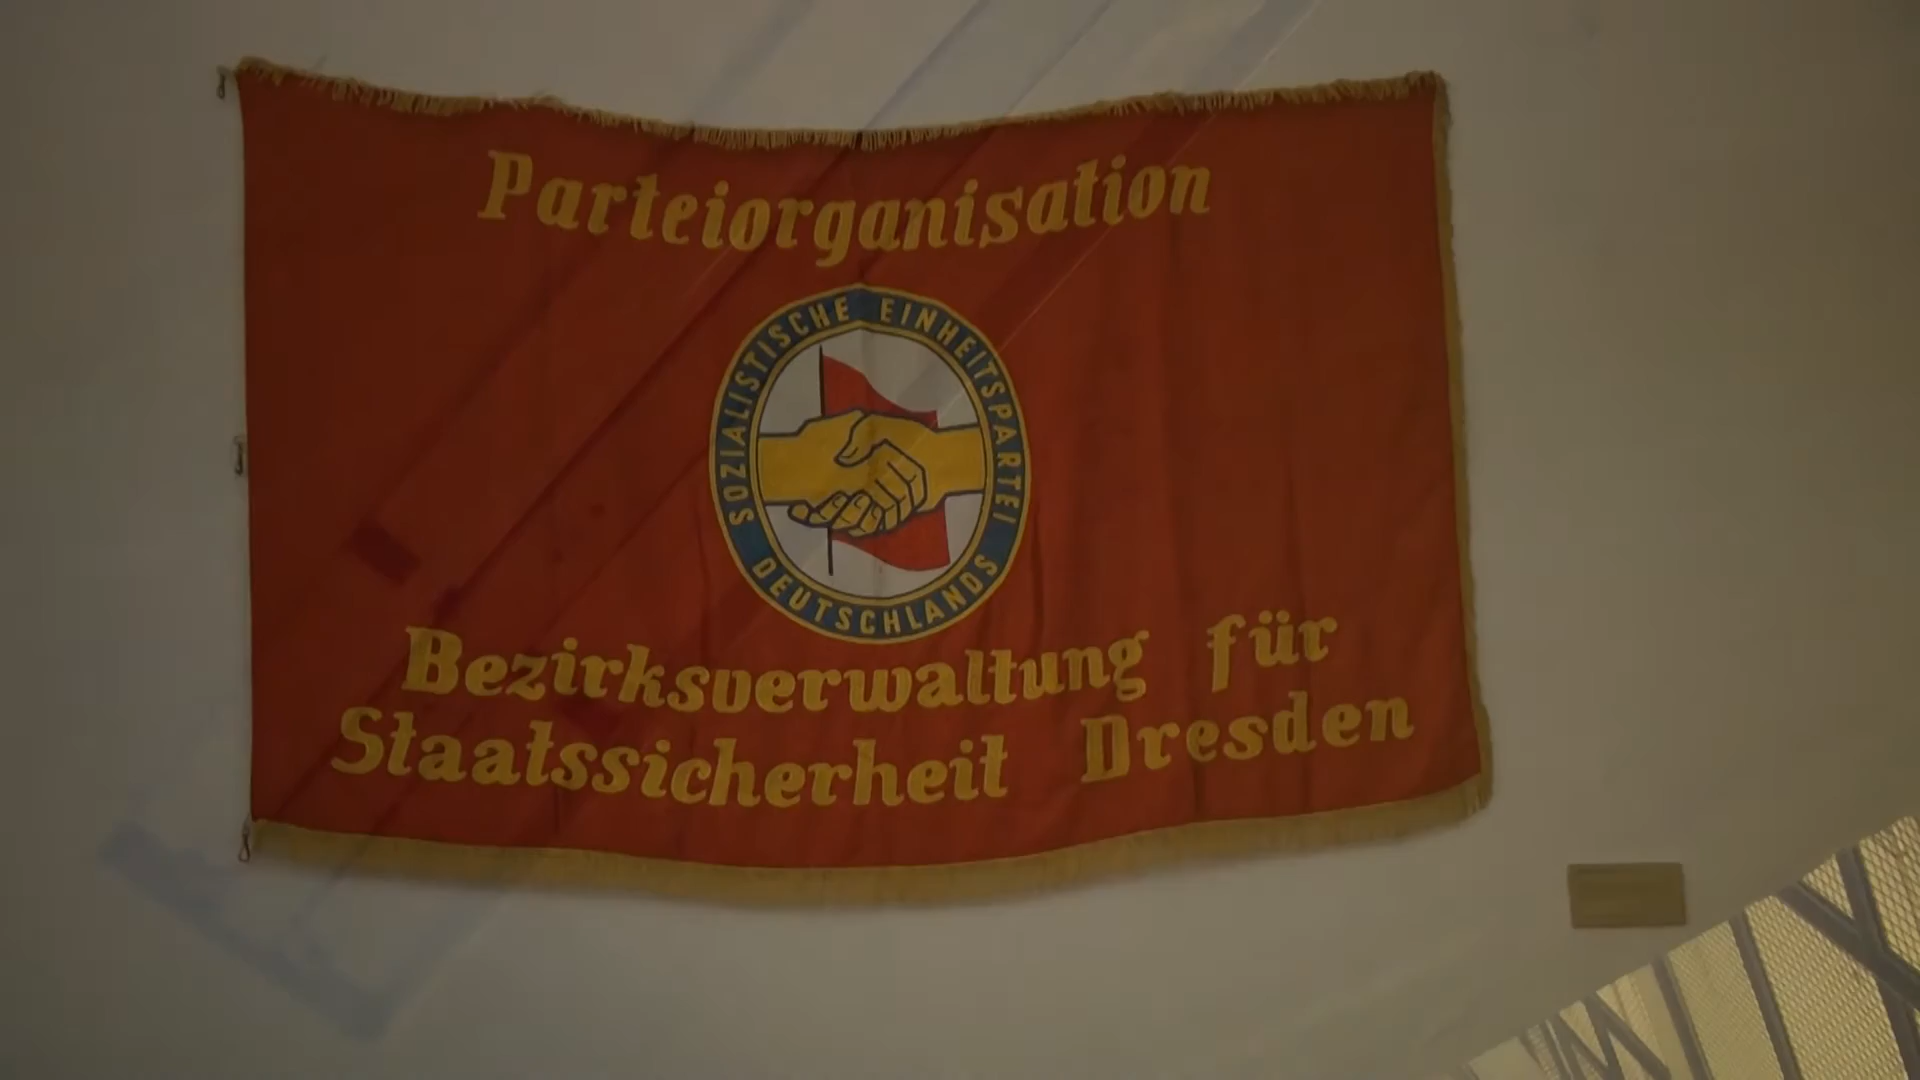 Parteiorganisation
SOZIALISTISCHE EINHEITSPARTEI
DEUTSCHLANDS
Bezirksverwaltung für
Staatssicherheit Dresden